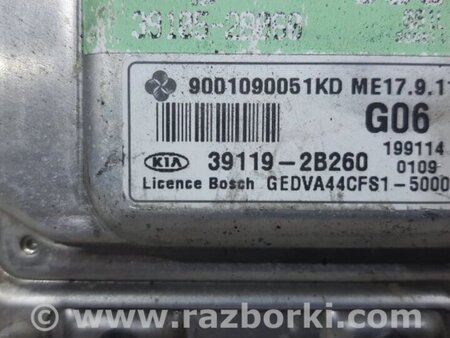 9001090051KD ME17.9.11
G06
199114
KIA 39119-2B260 0109
Licence Bosch GEDVA44CFS1-5000
© www.razborki.com